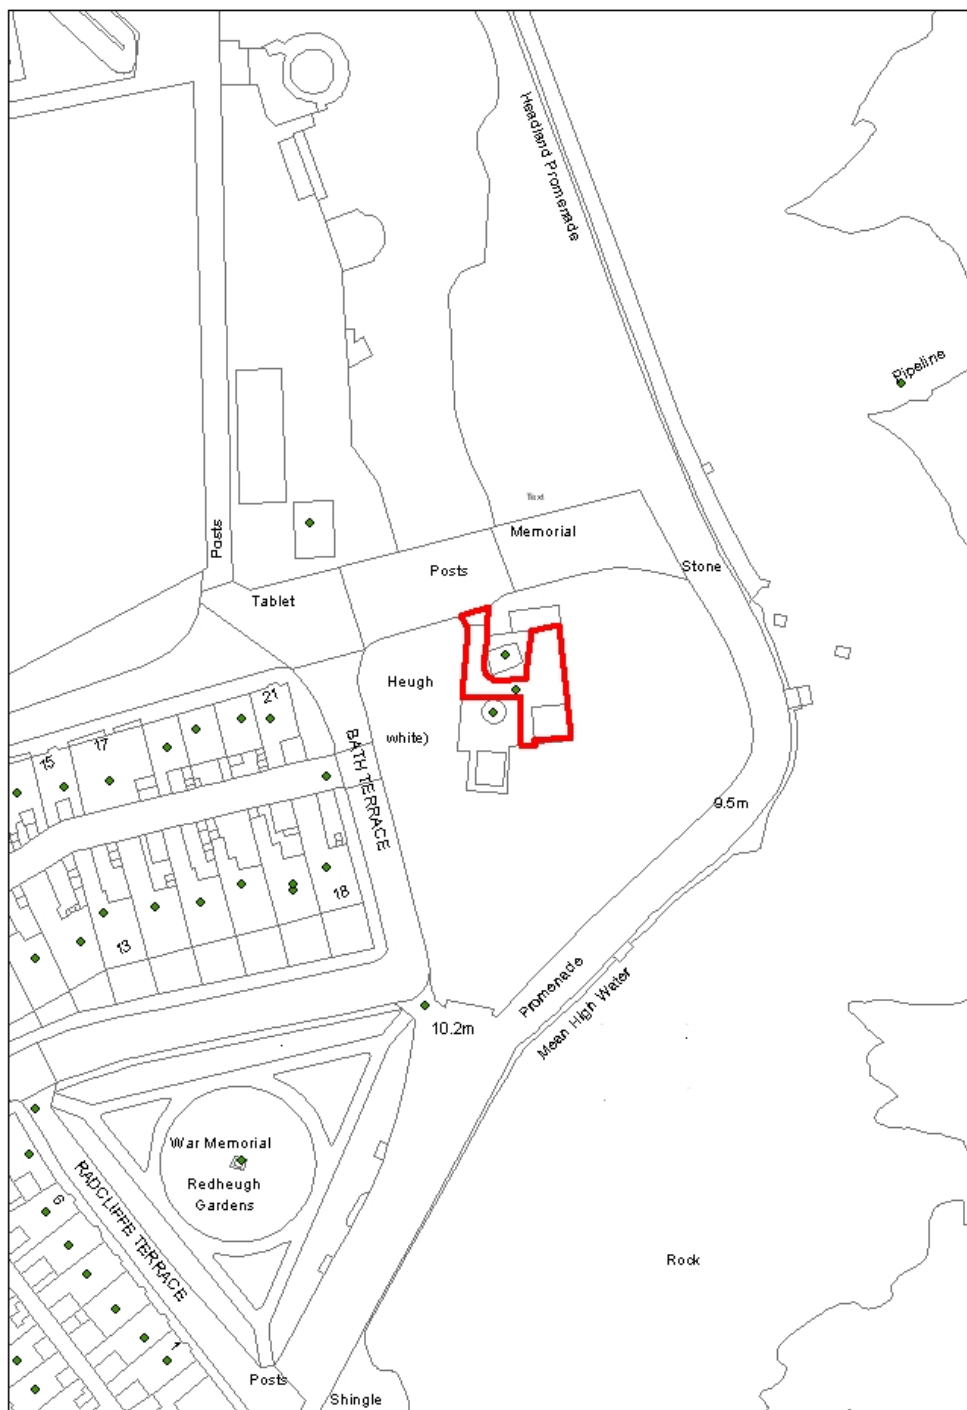 Headland Promenade
Pipeline
Text
Posts
Memorial
Stone
Posts
Tablet
Heugh
21
17
15
white)
BATH TERRACE
9.5m
18
13
Promenade
Mean High Water
10.2m
War Memorial
Redheugh
Gardens
RADCLIFFE TERRACE
6
Rock
1
Posts
Shingle